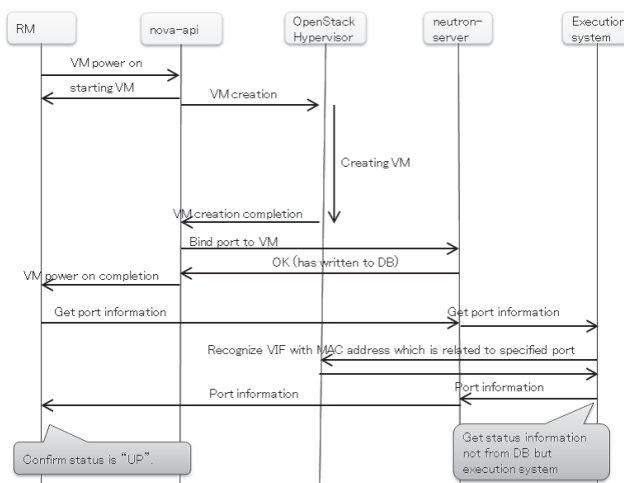 RM
nova-api
OpenStack
Hypervisor
neutron-
server
Execution
system
VM power on
starting VM
VM creation
Creating VM
VM creation completion
Bind port to VM
OK (has written to DB)
VM power on completion
Get port information
Get port information
Recognize VIF with MAC address which is related to specified port
Port information
Port information
Confirm status is “UP”.
Get status information
not from DB but
execution system